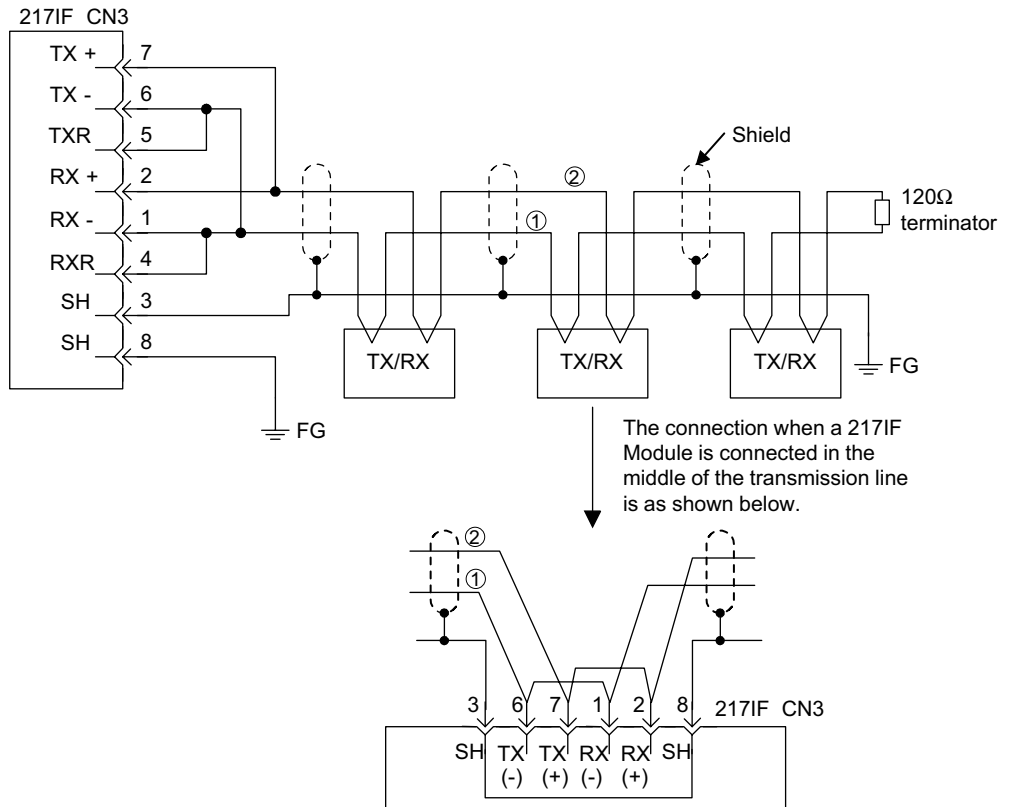 217IF CN3
TX + 7
TX - 6
TXR 5
RX + 2
RX - 1
RXR 4
SH 3
SH 8
FG
Shield
②
①
120Ω
terminator
TX/RX TX/RX TX/RX
FG
The connection when a 217IF
Module is connected in the
middle of the transmission line
is as shown below.
②
①
3 6 7 1 2 8 217IF CN3
SH TX TX RX RX SH
(-) (+) (-) (+)